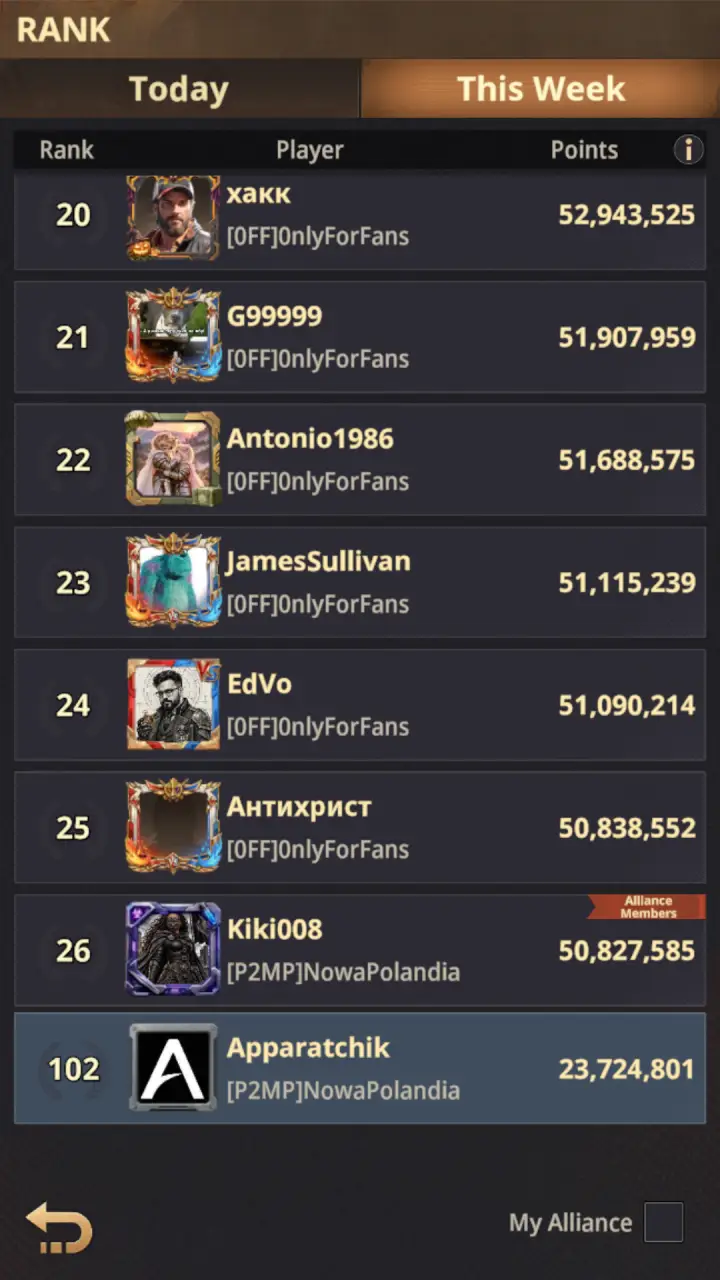 RANK
Today
This Week
Rank
Player
Points
i
20
хакк
52,943,525
[0FF]0nlyForFans
21
G99999
51,907,959
[0FF]0nlyForFans
22
Antonio1986
51,688,575
[0FF]0nlyForFans
23
JamesSullivan
51,115,239
[0FF]0nlyForFans
24
EdVo
51,090,214
[0FF]0nlyForFans
25
Антихрист
50,838,552
[0FF]0nlyForFans
Alliance
Members
26
Kiki008
50,827,585
[P2MP]NowaPolandia
102
Apparatchik
23,724,801
[P2MP]NowaPolandia
My Alliance